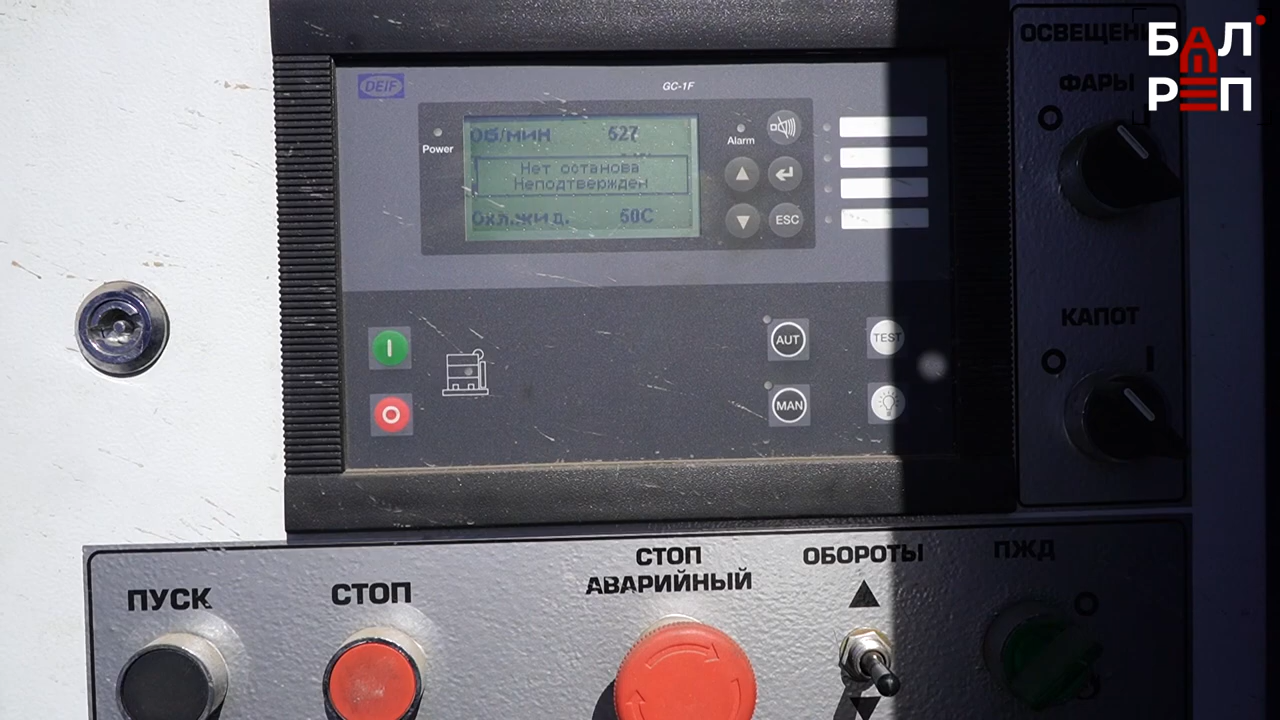 БАЛ
РЕП
DEIF
GC-1F
Power
Об/мин 627
Нет останова
Неподтвержден
Охл.жид. 60C
Alarm
ESC
AUT
TEST
MAN
ОСВЕЩЕНИ
ФАРЫ
КАПОТ
ПУСК
СТОП
СТОП
АВАРИЙНЫЙ
ОБОРОТЫ
ПЖД